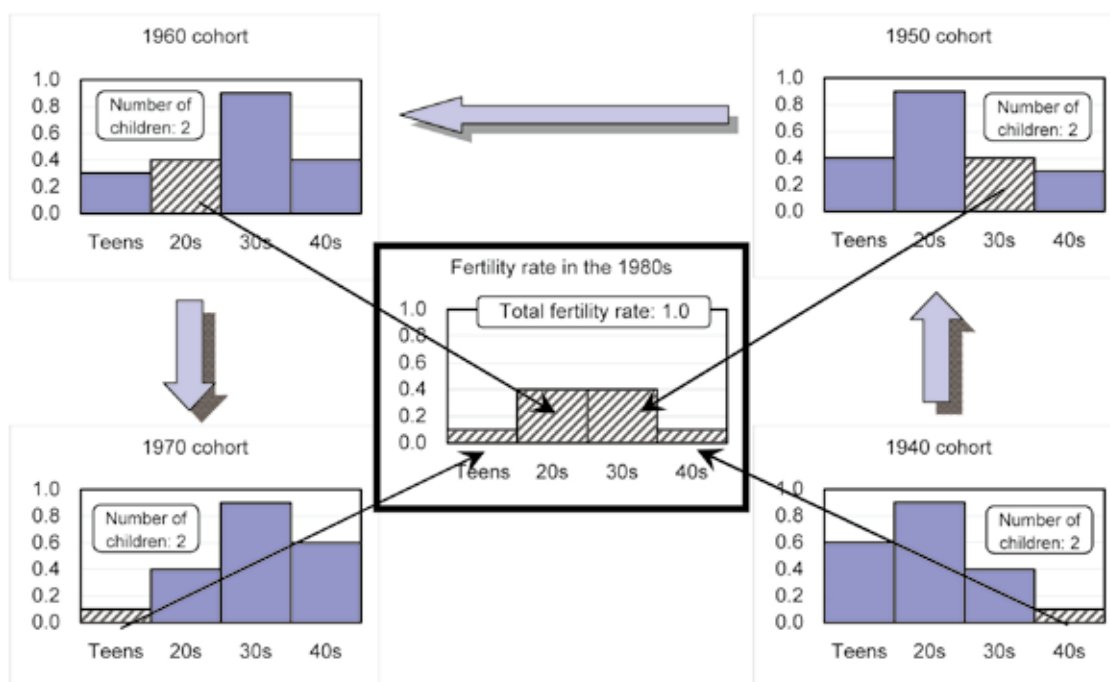 1960 cohort
1.0
0.8
0.6
0.4
0.2
0.0
Number of
children: 2
Teens 20s 30s 40s
1950 cohort
1.0
0.8
0.6
0.4
0.2
0.0
Number of
children: 2
Teens 20s 30s 40s
Fertility rate in the 1980s
1.0
0.8
0.6
0.4
0.2
0.0
Total fertility rate: 1.0
Teens 20s 30s 40s
1970 cohort
1.0
0.8
0.6
0.4
0.2
0.0
Number of
children: 2
Teens 20s 30s 40s
1940 cohort
1.0
0.8
0.6
0.4
0.2
0.0
Number of
children: 2
Teens 20s 30s 40s